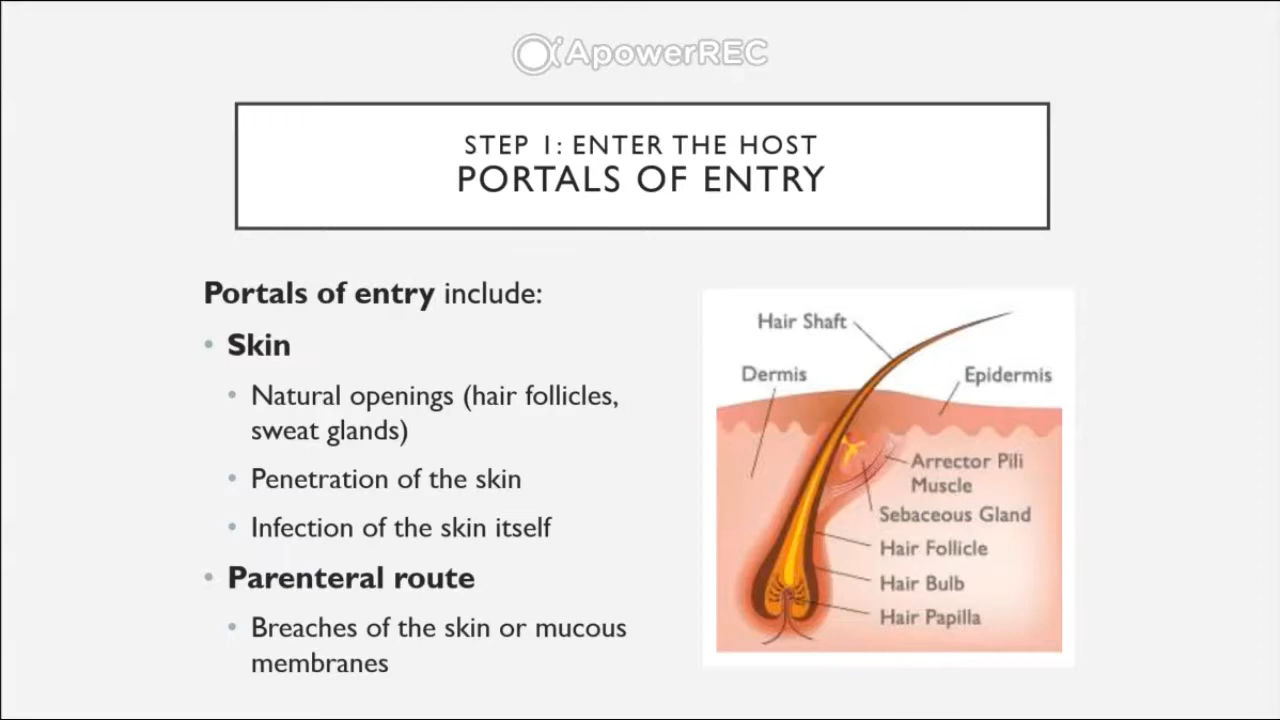 ApowerREC
STEP 1: ENTER THE HOST
PORTALS OF ENTRY
Portals of entry include:
• Skin
• Natural openings (hair follicles,
sweat glands)
• Penetration of the skin
• Infection of the skin itself
• Parenteral route
• Breaches of the skin or mucous
membranes
Hair Shaft
Dermis
Epidermis
Arrector Pili
Muscle
Sebaceous Gland
Hair Follicle
Hair Bulb
Hair Papilla